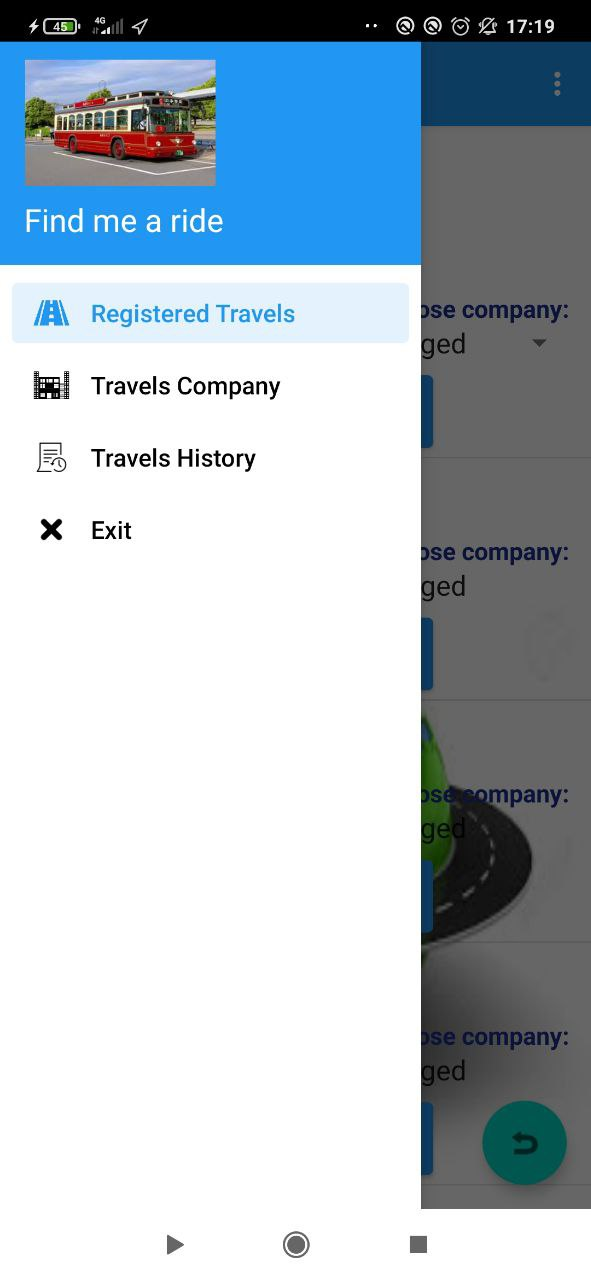 45
4G
17:19
Find me a ride
Registered Travels
ose company:
ged
Travels Company
Travels History
Exit
ose company:
ged
ose company:
ged
ose company:
ged